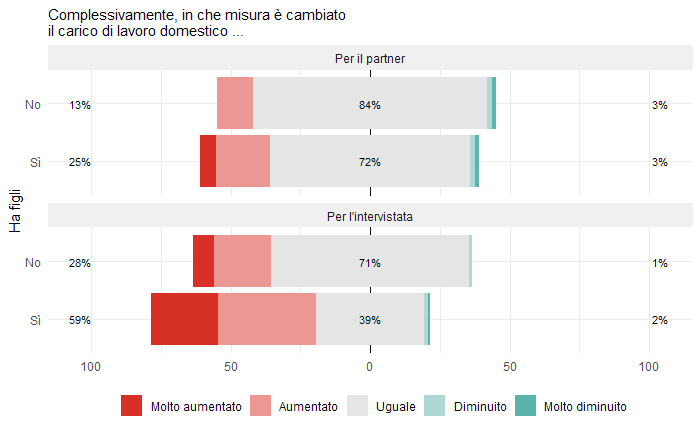 Complessivamente, in che misura è cambiato
il carico di lavoro domestico ...
Per il partner
No 13% 84% 3%
Sì 25% 72% 3%
Ha figli
Per l'intervistata
No 28% 71% 1%
Sì 59% 39% 2%
100 50 0 50 100
Molto aumentato Aumentato Uguale Diminuito Molto diminuito